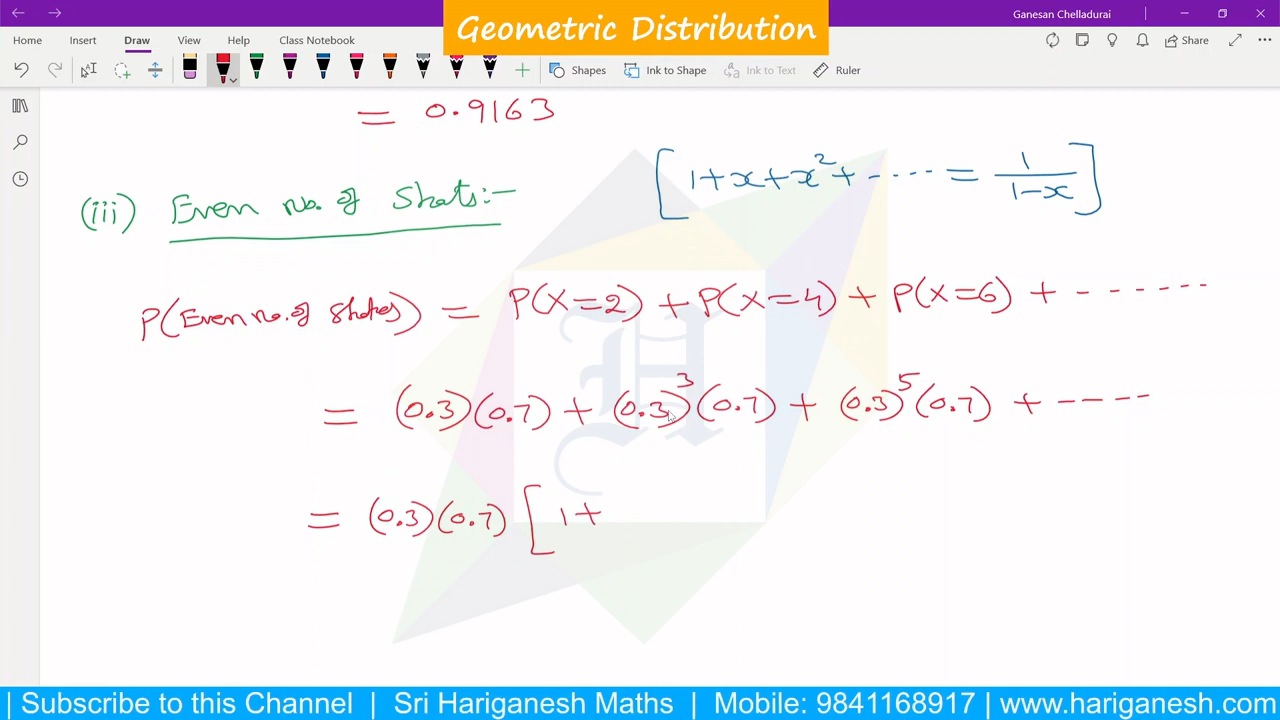 Geometric Distribution
Ganesan Chelladurai
Home Insert Draw View Help Class Notebook
Share
Shapes Ink to Shape Ink to Text Ruler
= 0.9163
[1+x+x²+ ---- = 1/(1-x)]
(iii) Even no. of Shots:-
P(Even no. of Shots) = P(X=2) + P(X=4) + P(X=6) + -------
= (0.3)(0.7) + (0.3)³(0.7) + (0.3)⁵(0.7) + ----
= (0.3)(0.7) [ 1+
| Subscribe to this Channel | Sri Hariganesh Maths | Mobile: 9841168917 | www.hariganesh.com